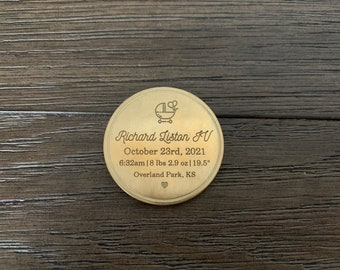 Richard Liston IV
October 23rd, 2021
6:32am | 8 lbs 2.9 oz | 19.5"
Overland Park, KS